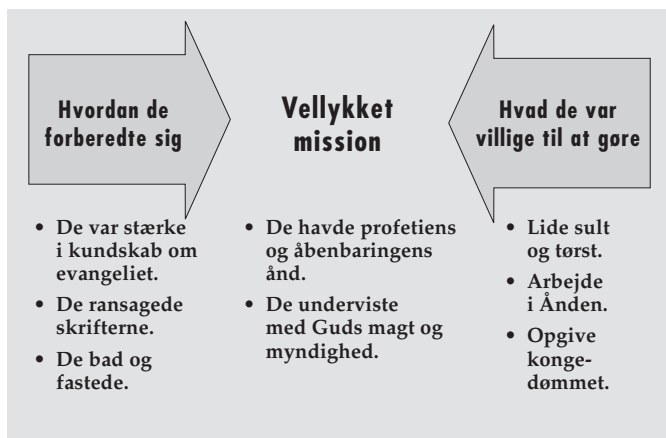 Hvordan de
forberedte sig
• De var stærke
i kundskab om
evangeliet.
• De ransagede
skrifterne.
• De bad og
fastede.
Vellykket
mission
• De havde profetiens
og åbenbaringens
ånd.
• De underviste
med Guds magt og
myndighed.
Hvad de var
villige til at gøre
• Lide sult
og tørst.
• Arbejde
i Ånden.
• Opgive
konge-
dømmet.